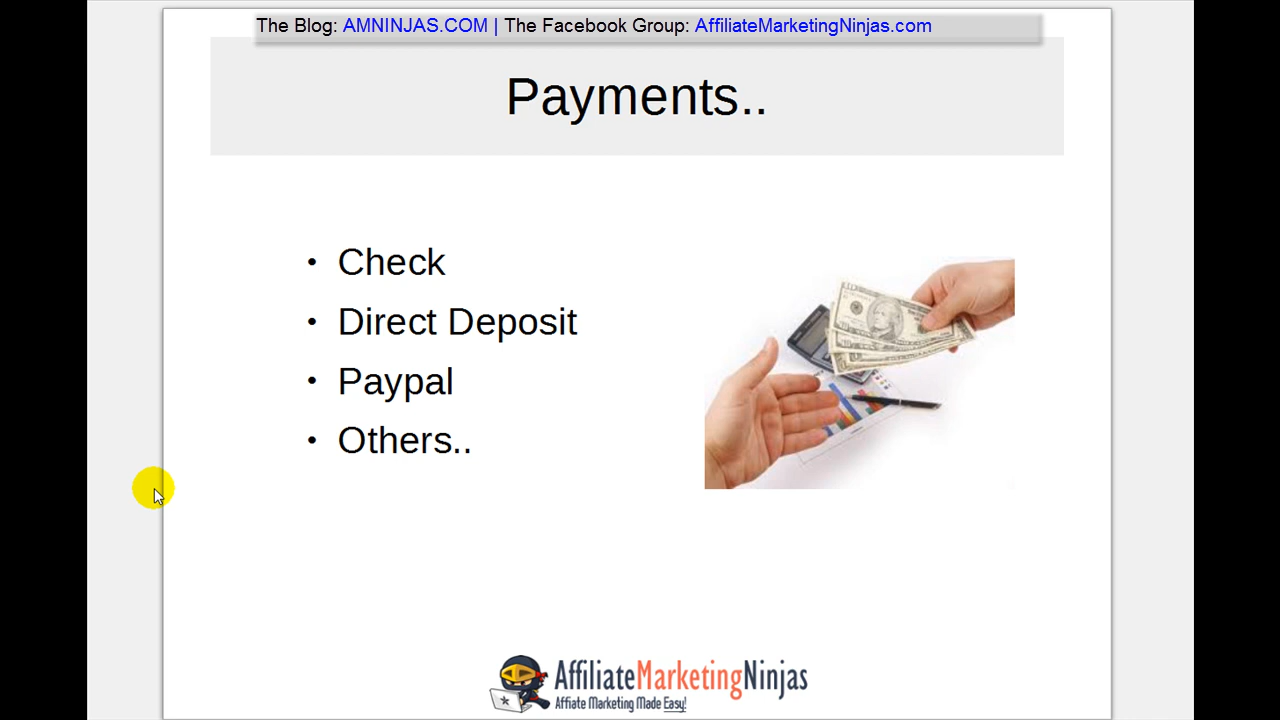 The Blog: AMNINJAS.COM | The Facebook Group: AffiliateMarketingNinjas.com
Payments..
• Check
• Direct Deposit
• Paypal
• Others..
AffiliateMarketingNinjas
Affiate Marketing Made Easy!